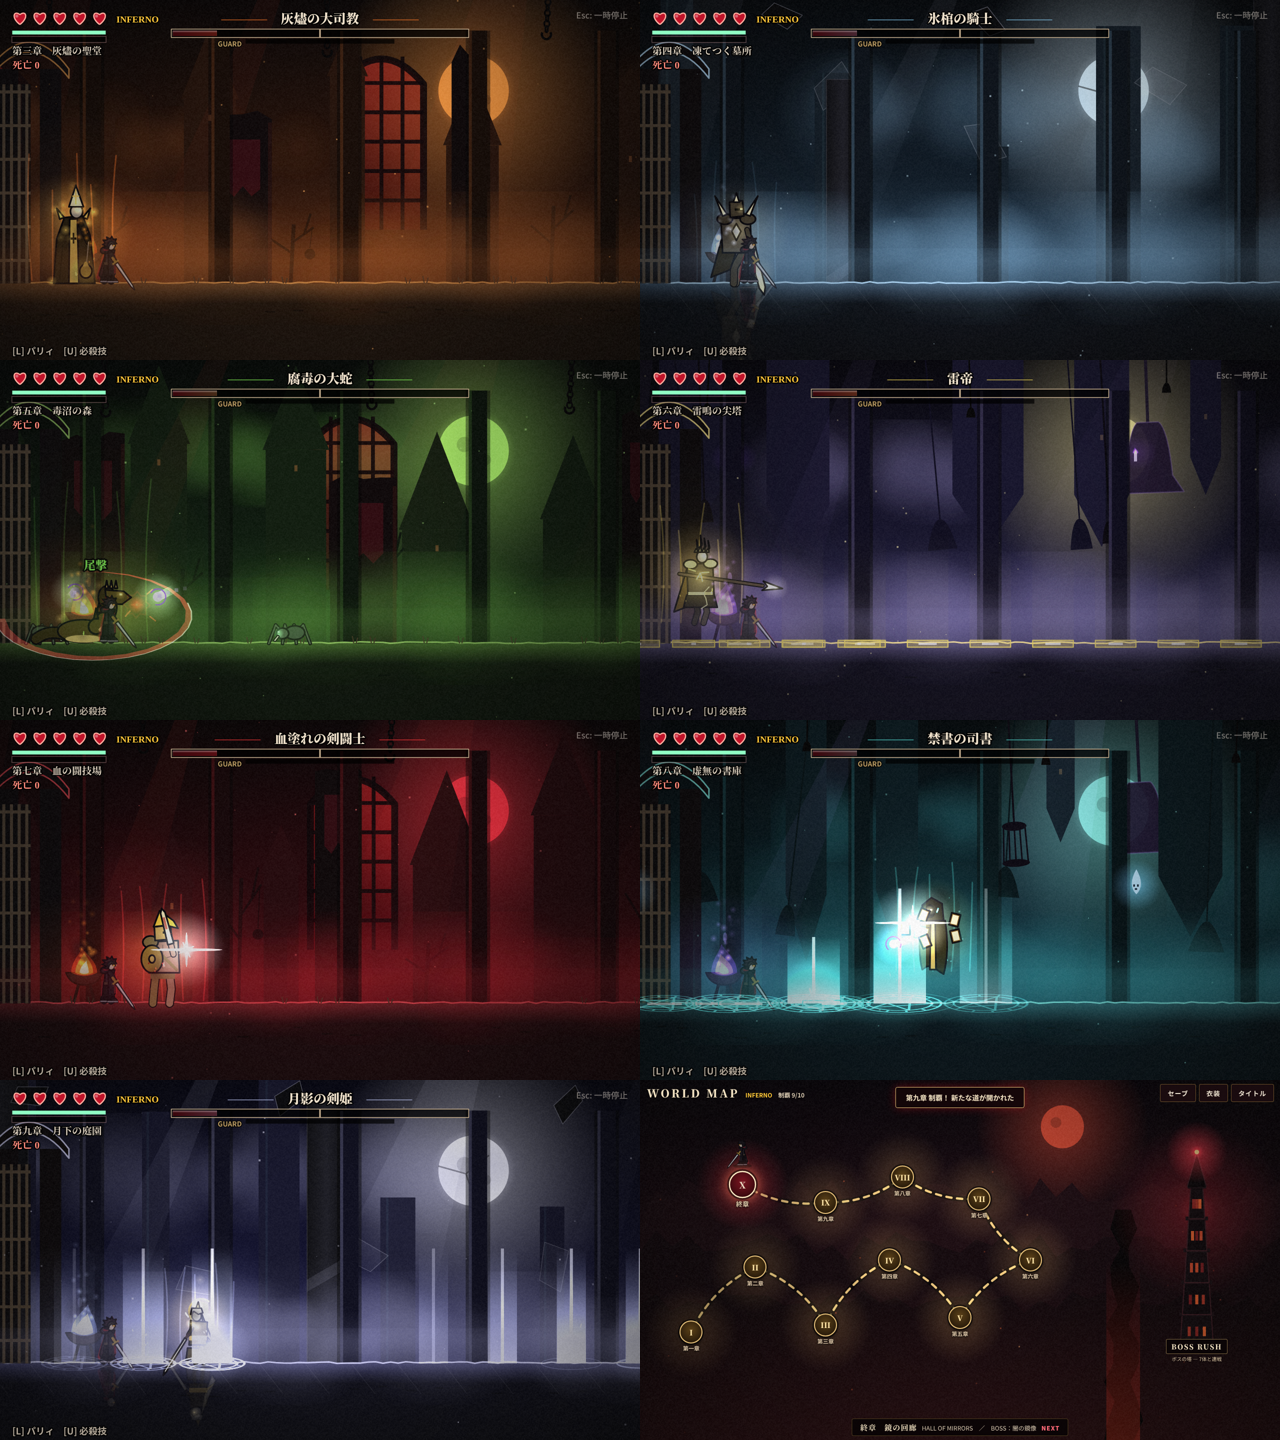 INFERNO
灰燼の大司教
Esc: 一時停止
GUARD
第三章 灰燼の聖堂
死亡 0
[L] パリィ [U] 必殺技
INFERNO
氷棺の騎士
Esc: 一時停止
GUARD
第四章 凍てつく墓所
死亡 0
[L] パリィ [U] 必殺技
INFERNO
腐毒の大蛇
Esc: 一時停止
GUARD
第五章 毒沼の森
死亡 0
尾撃
[L] パリィ [U] 必殺技
INFERNO
雷帝
Esc: 一時停止
GUARD
第六章 雷鳴の尖塔
死亡 0
[L] パリィ [U] 必殺技
INFERNO
血塗れの剣闘士
Esc: 一時停止
GUARD
第七章 血の闘技場
死亡 0
[L] パリィ [U] 必殺技
INFERNO
禁書の司書
Esc: 一時停止
GUARD
第八章 虚無の書庫
死亡 0
[L] パリィ [U] 必殺技
INFERNO
月影の剣姫
Esc: 一時停止
GUARD
第九章 月下の庭園
死亡 0
[L] パリィ [U] 必殺技
WORLD MAP INFERNO 制覇 9/10
第九章 制覇！ 新たな道が開かれた
セーブ 衣装 タイトル
X
終章
IX
第九章
VIII
第八章
VII
第七章
II
第二章
IV
第四章
VI
第六章
I
第一章
III
第三章
V
第五章
BOSS RUSH
ボスの塔 — 7体と連戦
終章 鏡の回廊 HALL OF MIRRORS ／ BOSS：闇の鏡像 NEXT